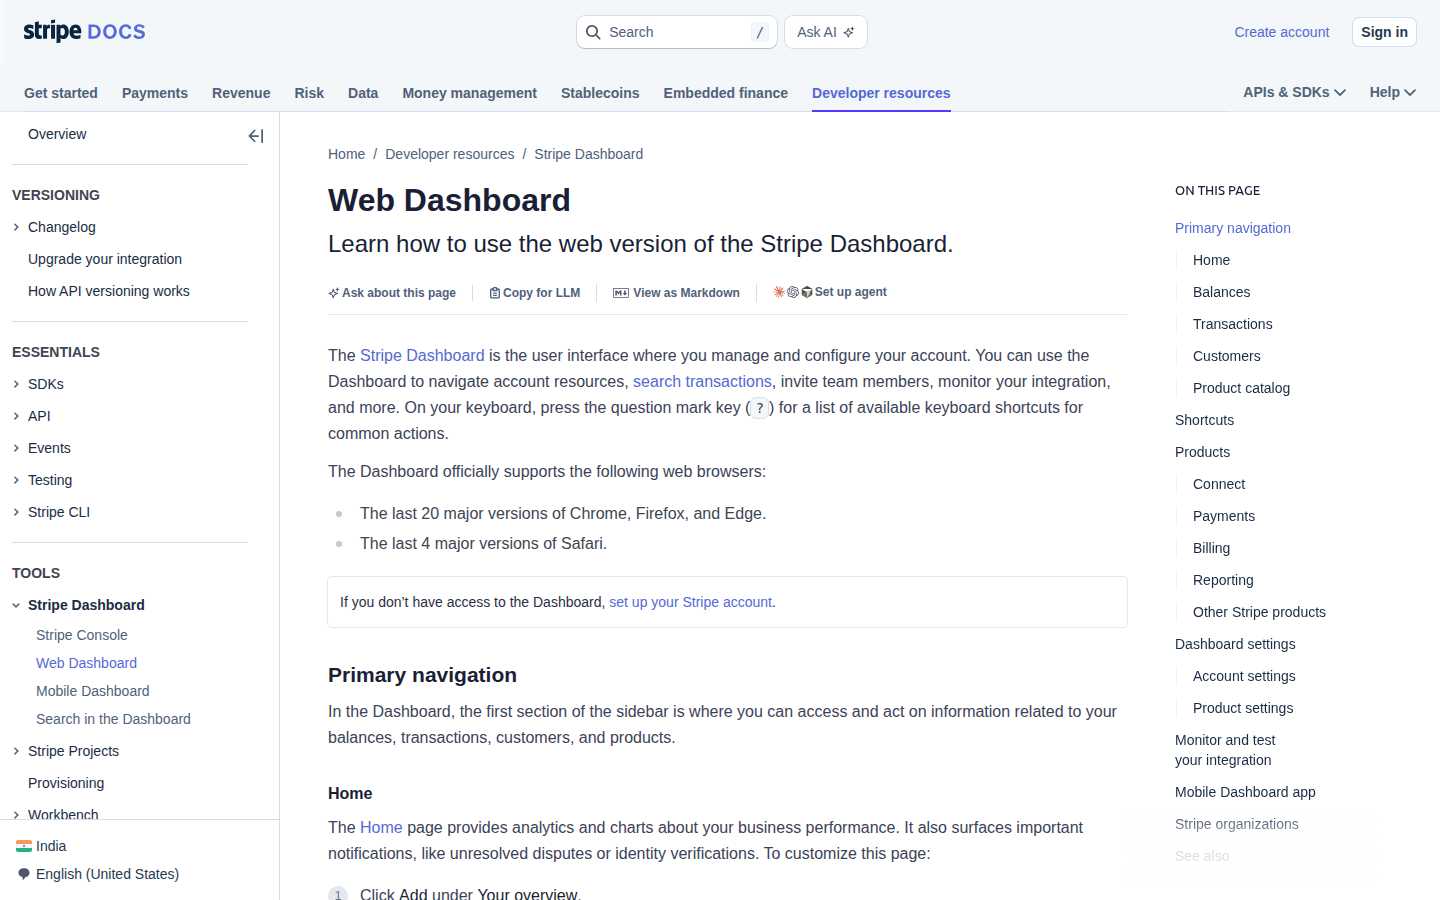 stripe DOCS
Search /
Ask AI
Create account
Sign in
Get started
Payments
Revenue
Risk
Data
Money management
Stablecoins
Embedded finance
Developer resources
APIs & SDKs
Help
Overview
VERSIONING
Changelog
Upgrade your integration
How API versioning works
ESSENTIALS
SDKs
API
Events
Testing
Stripe CLI
TOOLS
Stripe Dashboard
Stripe Console
Web Dashboard
Mobile Dashboard
Search in the Dashboard
Stripe Projects
Provisioning
Workbench
India
English (United States)
Home / Developer resources / Stripe Dashboard
Web Dashboard
Learn how to use the web version of the Stripe Dashboard.
Ask about this page
Copy for LLM
View as Markdown
Set up agent
The Stripe Dashboard is the user interface where you manage and configure your account. You can use the
Dashboard to navigate account resources, search transactions, invite team members, monitor your integration,
and more. On your keyboard, press the question mark key (?) for a list of available keyboard shortcuts for
common actions.
The Dashboard officially supports the following web browsers:
The last 20 major versions of Chrome, Firefox, and Edge.
The last 4 major versions of Safari.
If you don't have access to the Dashboard, set up your Stripe account.
Primary navigation
In the Dashboard, the first section of the sidebar is where you can access and act on information related to your
balances, transactions, customers, and products.
Home
The Home page provides analytics and charts about your business performance. It also surfaces important
notifications, like unresolved disputes or identity verifications. To customize this page:
1 Click Add under Your overview.
ON THIS PAGE
Primary navigation
Home
Balances
Transactions
Customers
Product catalog
Shortcuts
Products
Connect
Payments
Billing
Reporting
Other Stripe products
Dashboard settings
Account settings
Product settings
Monitor and test
your integration
Mobile Dashboard app
Stripe organizations
See also